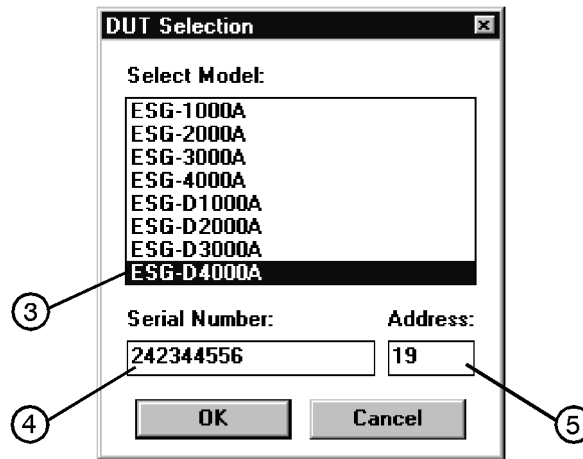 DUT Selection
Select Model:
ESG-1000A
ESG-2000A
ESG-3000A
ESG-4000A
ESG-D1000A
ESG-D2000A
ESG-D3000A
ESG-D4000A
3
Serial Number: Address:
242344556 19
4 OK Cancel 5